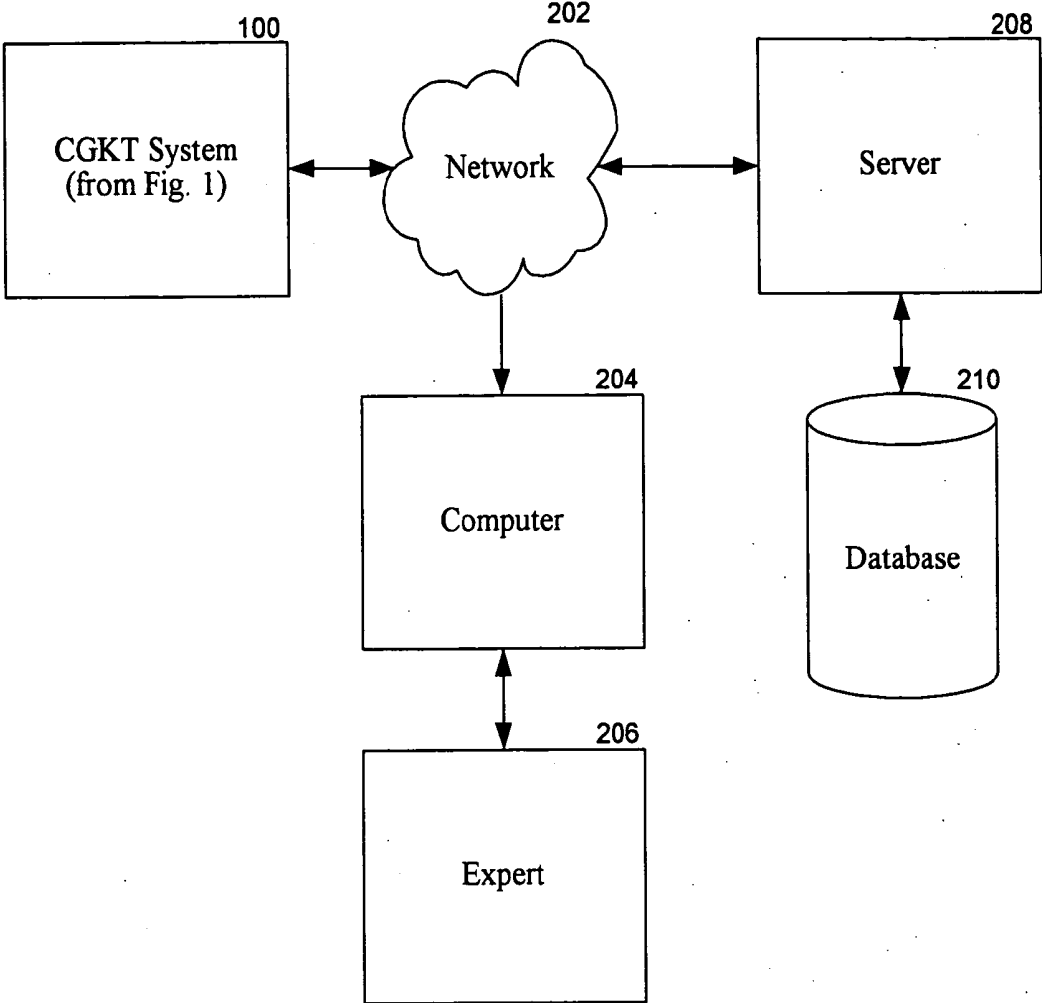 100
202
208
CGKT System
(from Fig. 1)
Network
Server
204
210
Computer
Database
206
Expert